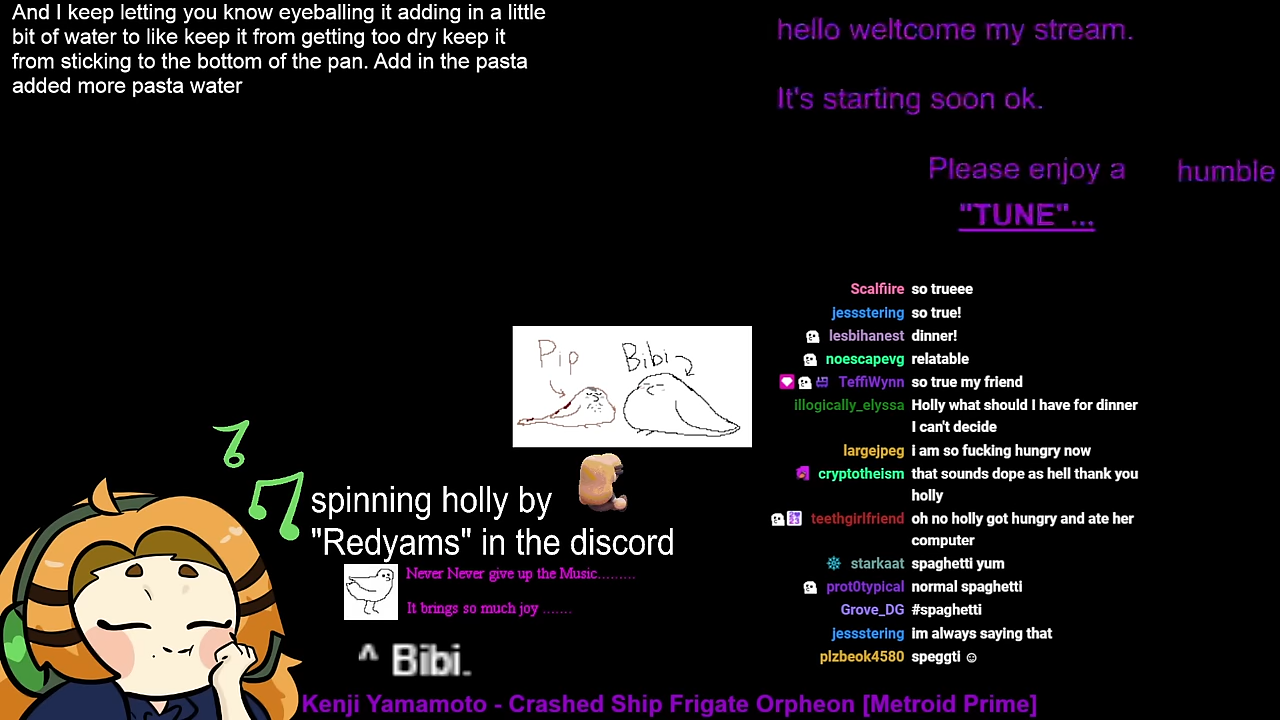 And I keep letting you know eyeballing it adding in a little
bit of water to like keep it from getting too dry keep it
from sticking to the bottom of the pan. Add in the pasta
added more pasta water
hello weltcome my stream.
It's starting soon ok.
Please enjoy a humble
"TUNE"...
Scalfiire so trueee
jessstering so true!
lesbihanest dinner!
noescapevg relatable
TeffiWynn so true my friend
illogically_elyssa Holly what should I have for dinner
I can't decide
largejpeg I am so fucking hungry now
cryptotheism that sounds dope as hell thank you
holly
teethgirlfriend oh no holly got hungry and ate her
computer
starkaat spaghetti yum
prot0typical normal spaghetti
Grove_DG #spaghetti
jessstering im always saying that
plzbeok4580 speggti ☺
Pip Bibi
spinning holly by
"Redyams" in the discord
Never Never give up the Music.........
It brings so much joy .......
^ Bibi.
Kenji Yamamoto - Crashed Ship Frigate Orpheon [Metroid Prime]